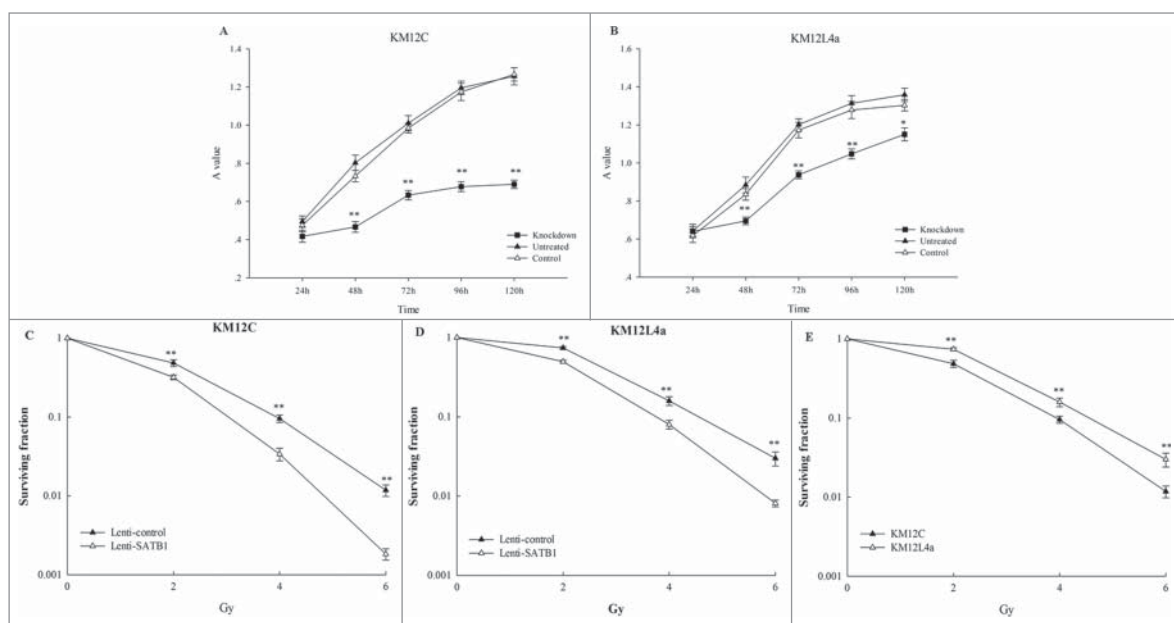 A
KM12C
1.4
1.2
1.0
.8
.6
.4
.2
A value
**
**
**
**
Knockdown
Untreated
Control
24h
48h
72h
96h
120h
Time
B
KM12L4a
1.6
1.4
1.2
1.0
.8
.6
.4
A value
**
**
**
*
Knockdown
Untreated
Control
24h
48h
72h
96h
120h
Time
C
KM12C
1
0.1
0.01
0.001
Surviving fraction
**
**
**
Lenti-control
Lenti-SATB1
0
2
4
6
Gy
D
KM12L4a
1
0.1
0.01
0.001
Surviving fraction
**
**
**
Lenti-control
Lenti-SATB1
0
2
4
6
Gy
E
1
0.1
0.01
0.001
Surviving fraction
**
**
**
KM12C
KM12L4a
0
2
4
6
Gy